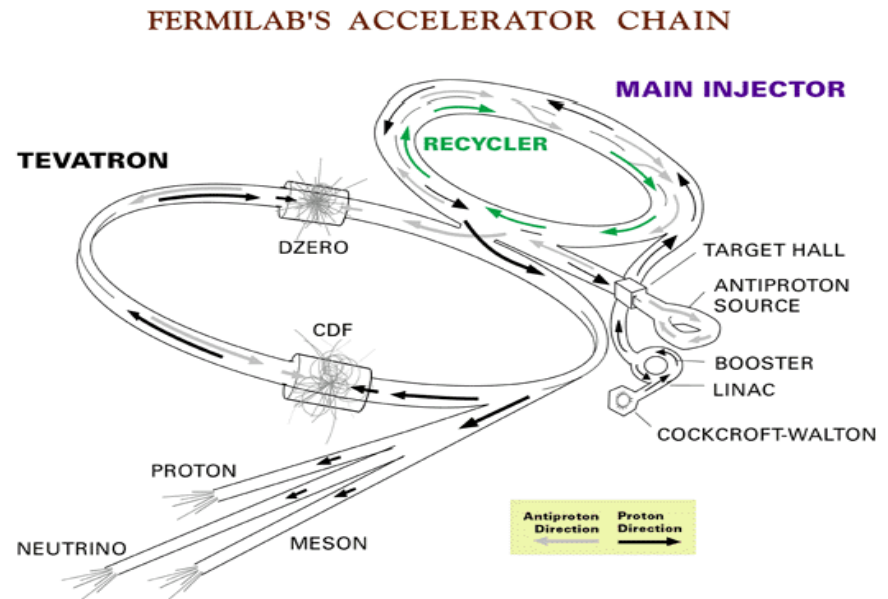 FERMILAB'S ACCELERATOR CHAIN
MAIN INJECTOR
RECYCLER
TEVATRON
DZERO
TARGET HALL
ANTIPROTON
SOURCE
CDF
BOOSTER
LINAC
COCKCROFT-WALTON
PROTON
NEUTRINO
MESON
Antiproton
Direction
Proton
Direction